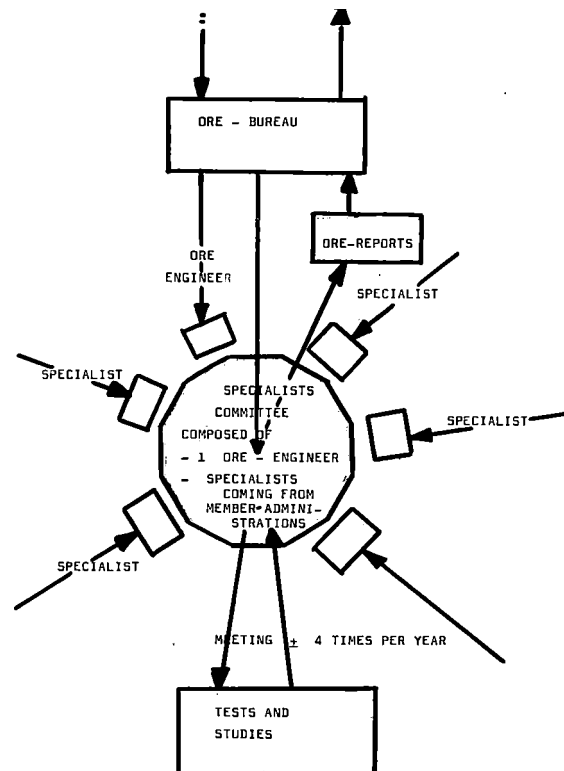 ORE - BUREAU
ORE-REPORTS
ORE
ENGINEER
SPECIALIST
SPECIALIST
SPECIALISTS
COMMITTEE
COMPOSED OF
- 1 ORE - ENGINEER
- SPECIALISTS
COMING FROM
MEMBER-ADMINI-
STRATIONS
SPECIALIST
SPECIALIST
MEETING ± 4 TIMES PER YEAR
TESTS AND
STUDIES